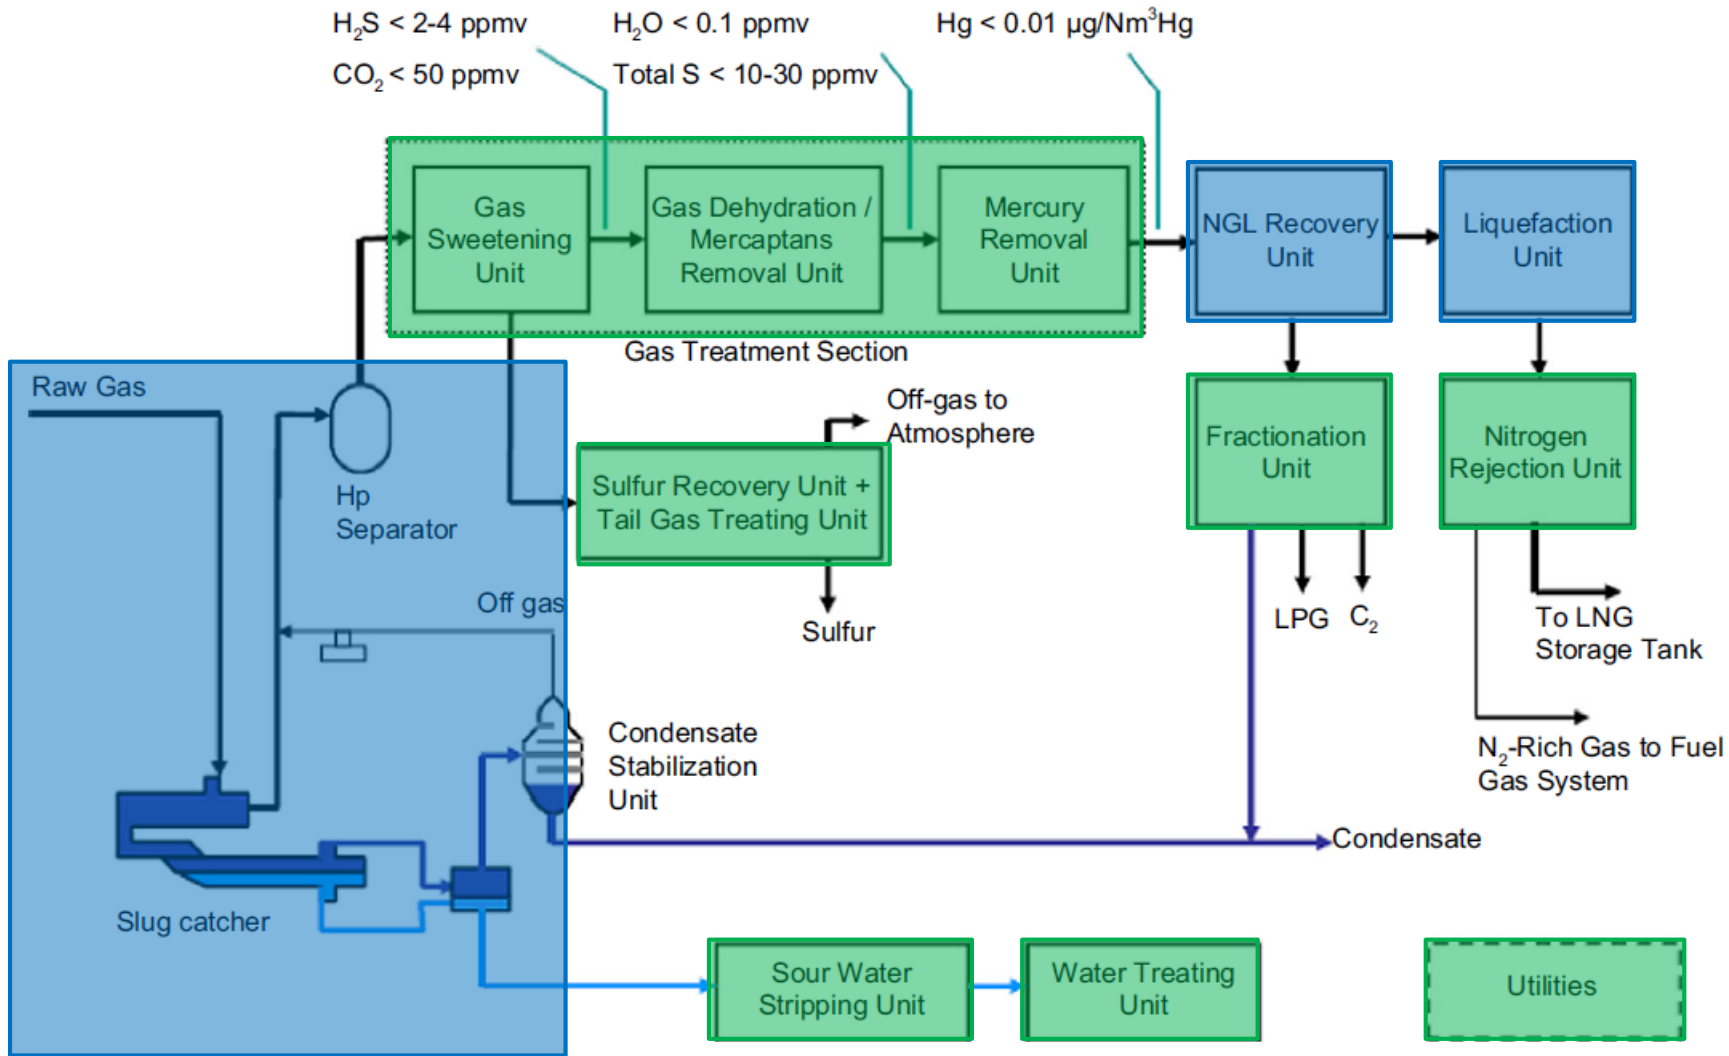 H₂S < 2-4 ppmv
CO₂ < 50 ppmv
H₂O < 0.1 ppmv
Total S < 10-30 ppmv
Hg < 0.01 µg/Nm³Hg
Gas
Sweetening
Unit
Gas Dehydration /
Mercaptans
Removal Unit
Mercury
Removal
Unit
NGL Recovery
Unit
Liquefaction
Unit
Gas Treatment Section
Raw Gas
Hp
Separator
Off-gas to
Atmosphere
Sulfur Recovery Unit +
Tail Gas Treating Unit
Sulfur
Fractionation
Unit
Nitrogen
Rejection Unit
LPG
C₂
To LNG
Storage Tank
N₂-Rich Gas to Fuel
Gas System
Off gas
Condensate
Stabilization
Unit
Condensate
Slug catcher
Sour Water
Stripping Unit
Water Treating
Unit
Utilities